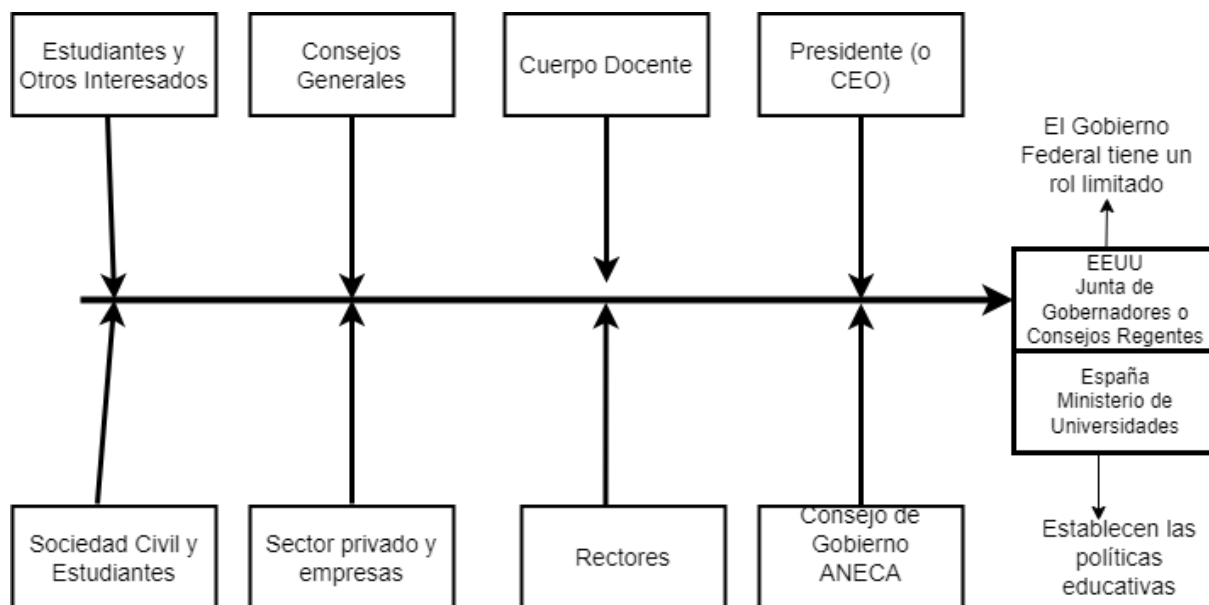 Estudiantes y
Otros Interesados
Consejos
Generales
Cuerpo Docente
Presidente (o
CEO)
El Gobierno
Federal tiene un
rol limitado
EEUU
Junta de
Gobernadores o
Consejos Regentes
España
Ministerio de
Universidades
Sociedad Civil y
Estudiantes
Sector privado y
empresas
Rectores
Consejo de
Gobierno
ANECA
Establecen las
políticas
educativas